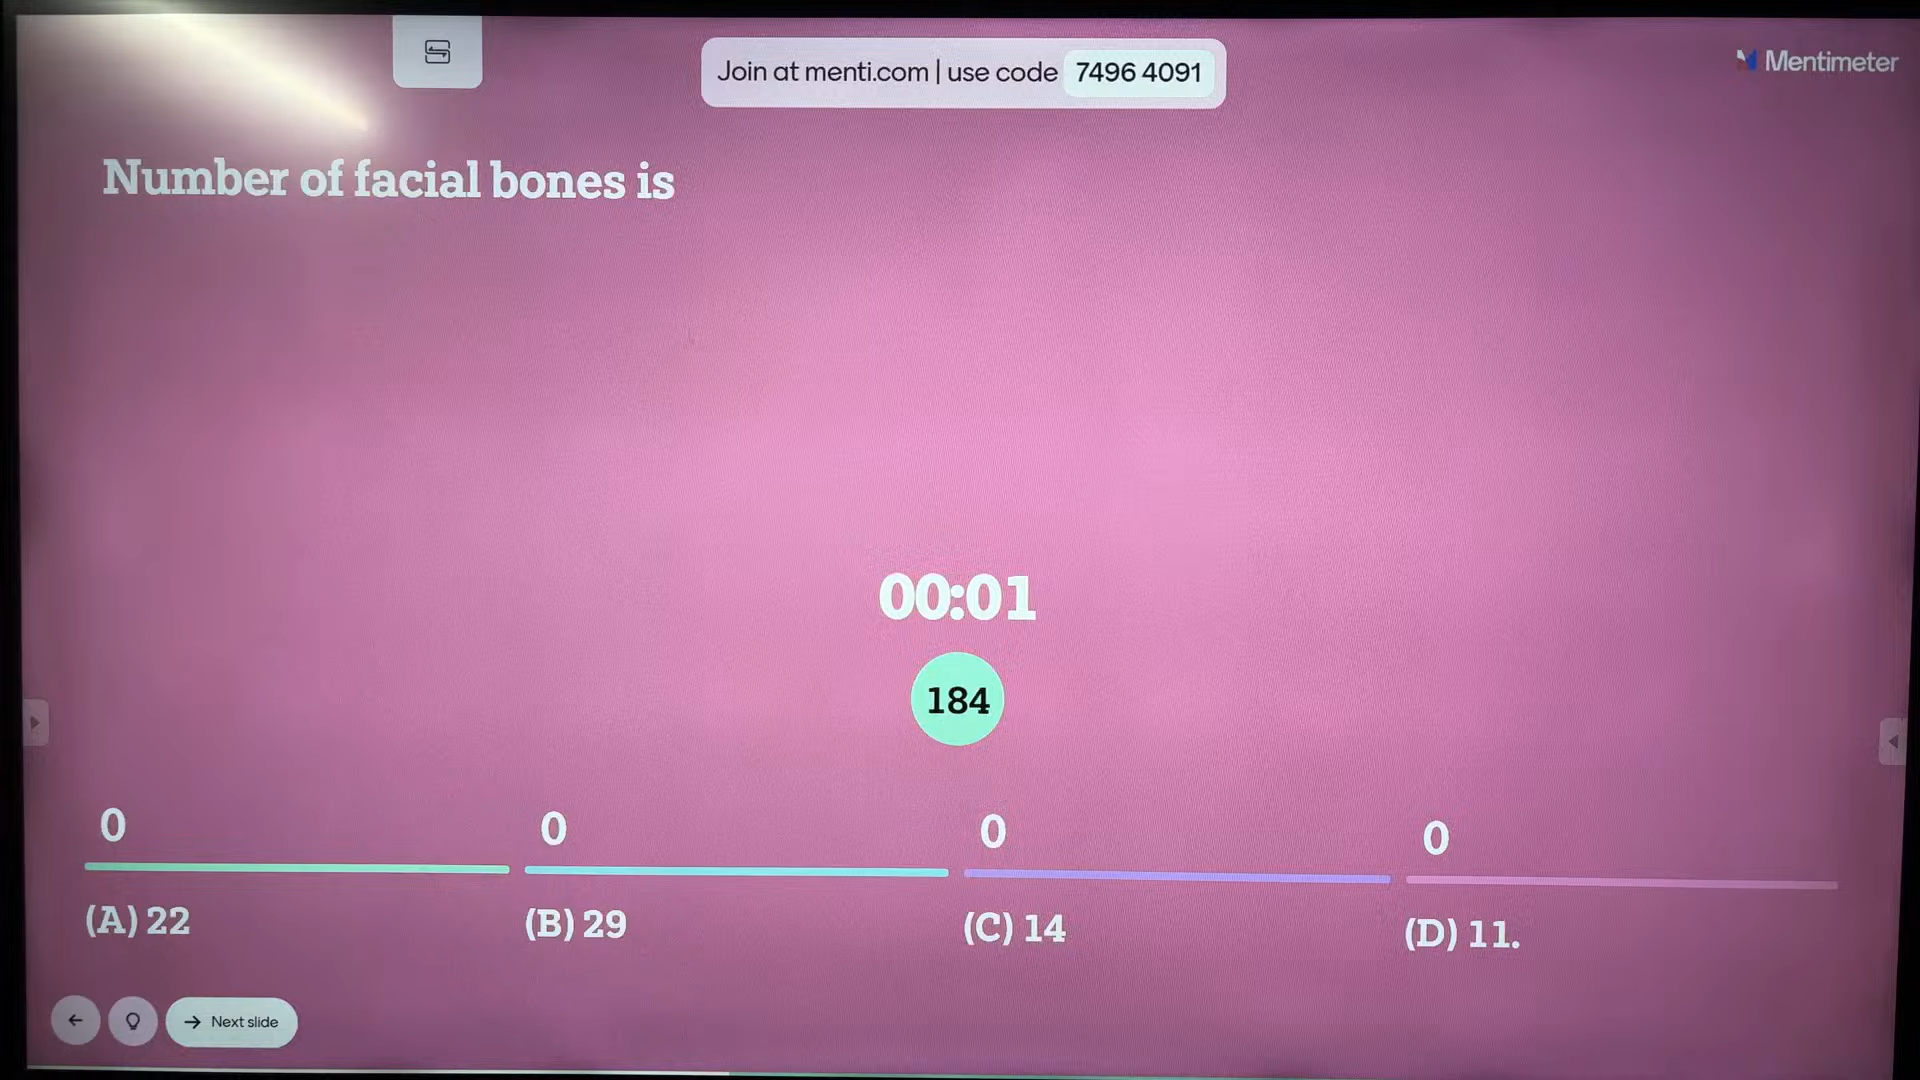 Join at menti.com | use code 7496 4091
Mentimeter
Number of facial bones is
00:01
184
0 0 0 0
(A) 22 (B) 29 (C) 14 (D) 11.
Next slide